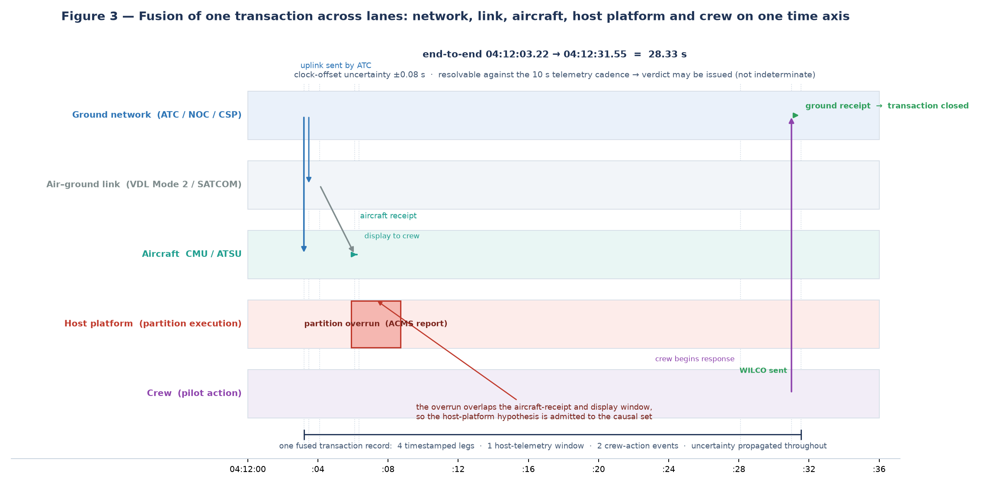 Figure 3 — Fusion of one transaction across lanes: network, link, aircraft, host platform and crew on one time axis
end-to-end 04:12:03.22 → 04:12:31.55 = 28.33 s
uplink sent by ATC
clock-offset uncertainty ±0.08 s · resolvable against the 10 s telemetry cadence → verdict may be issued (not indeterminate)
ground receipt → transaction closed
Ground network (ATC / NOC / CSP)
Air–ground link (VDL Mode 2 / SATCOM)
aircraft receipt
display to crew
Aircraft CMU / ATSU
Host platform (partition execution)
partition overrun (ACMS report)
crew begins response
WILCO sent
Crew (pilot action)
the overrun overlaps the aircraft-receipt and display window,
so the host-platform hypothesis is admitted to the causal set
one fused transaction record: 4 timestamped legs · 1 host-telemetry window · 2 crew-action events · uncertainty propagated throughout
04:12:00 :04 :08 :12 :16 :20 :24 :28 :32 :36